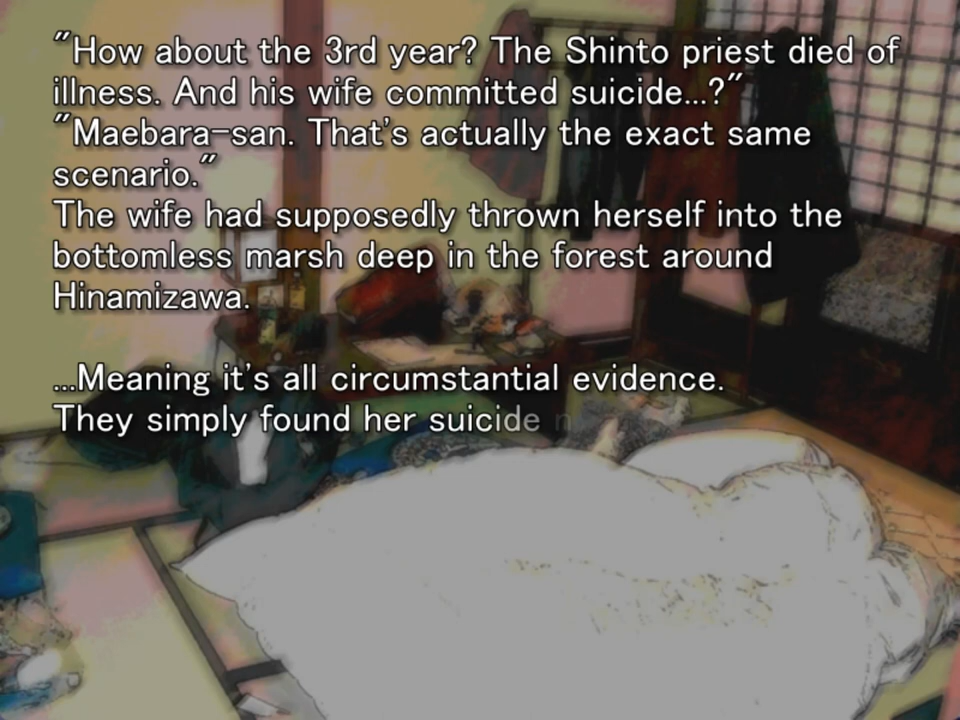 "How about the 3rd year? The Shinto priest died of
illness. And his wife committed suicide...?"
"Maebara-san. That's actually the exact same
scenario."
The wife had supposedly thrown herself into the
bottomless marsh deep in the forest around
Hinamizawa.
...Meaning it's all circumstantial evidence.
They simply found her suicide n